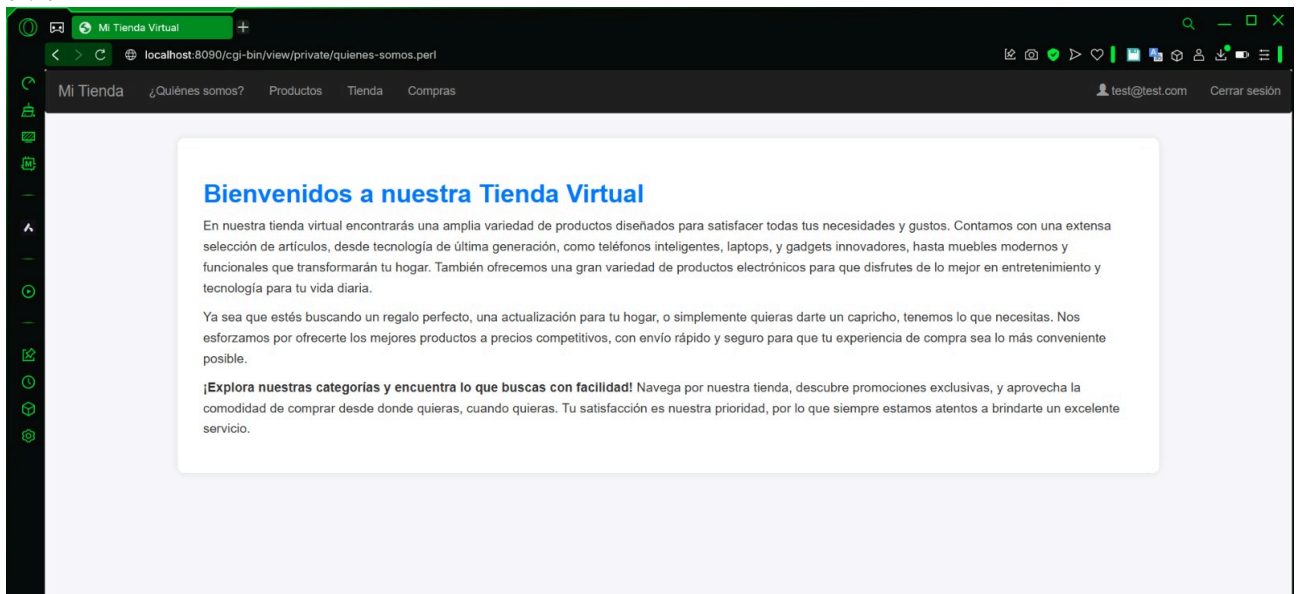 Mi Tienda Virtual
localhost:8090/cgi-bin/view/private/quienes-somos.perl
Mi Tienda ¿Quiénes somos? Productos Tienda Compras test@test.com Cerrar sesión
Bienvenidos a nuestra Tienda Virtual
En nuestra tienda virtual encontrarás una amplia variedad de productos diseñados para satisfacer todas tus necesidades y gustos. Contamos con una extensa
selección de artículos, desde tecnología de última generación, como teléfonos inteligentes, laptops, y gadgets innovadores, hasta muebles modernos y
funcionales que transformarán tu hogar. También ofrecemos una gran variedad de productos electrónicos para que disfrutes de lo mejor en entretenimiento y
tecnología para tu vida diaria.
Ya sea que estés buscando un regalo perfecto, una actualización para tu hogar, o simplemente quieras darte un capricho, tenemos lo que necesitas. Nos
esforzamos por ofrecerte los mejores productos a precios competitivos, con envío rápido y seguro para que tu experiencia de compra sea lo más conveniente
posible.
¡Explora nuestras categorías y encuentra lo que buscas con facilidad! Navega por nuestra tienda, descubre promociones exclusivas, y aprovecha la
comodidad de comprar desde donde quieras, cuando quieras. Tu satisfacción es nuestra prioridad, por lo que siempre estamos atentos a brindarte un excelente
servicio.